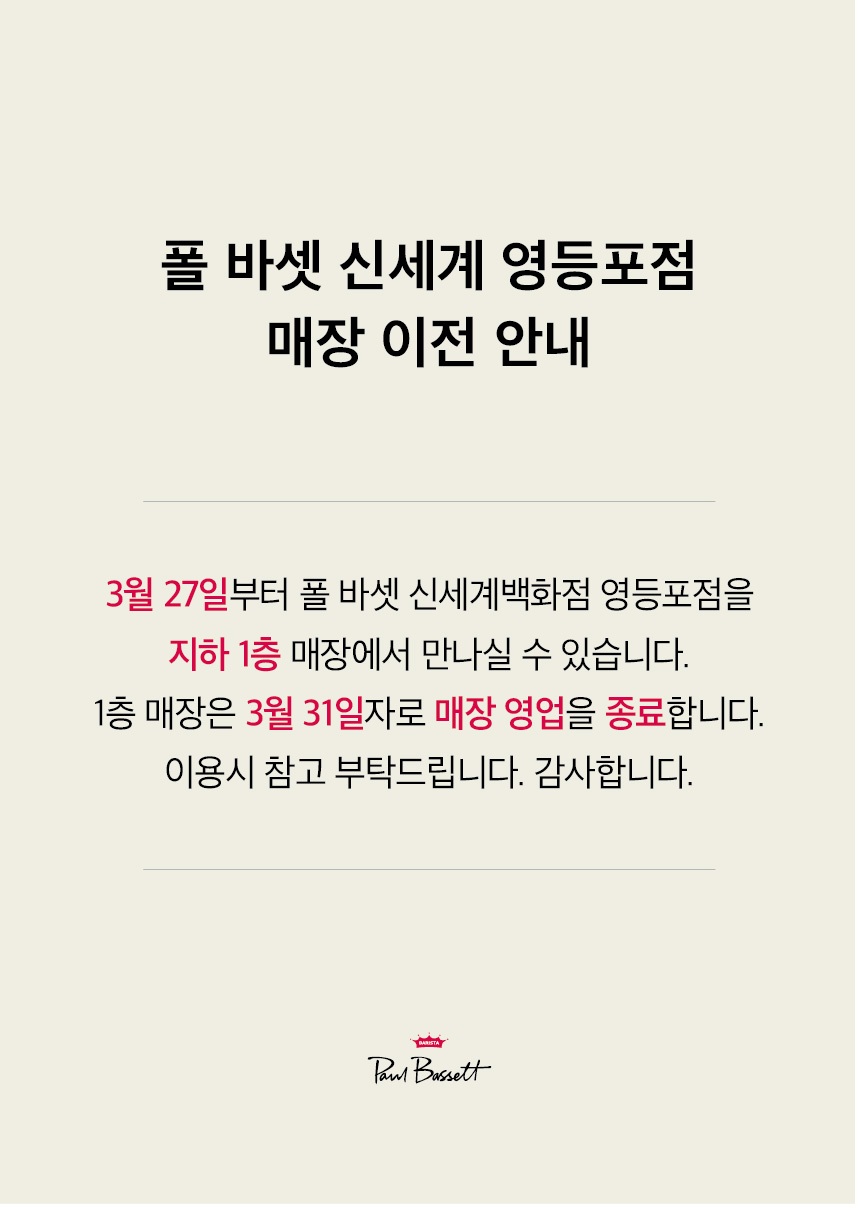 폴 바셋 신세계 영등포점
매장 이전 안내
3월 27일부터 폴 바셋 신세계백화점 영등포점을
지하 1층 매장에서 만나실 수 있습니다.
1층 매장은 3월 31일자로 매장 영업을 종료합니다.
이용시 참고 부탁드립니다. 감사합니다.
BARISTA
Paul Bassett